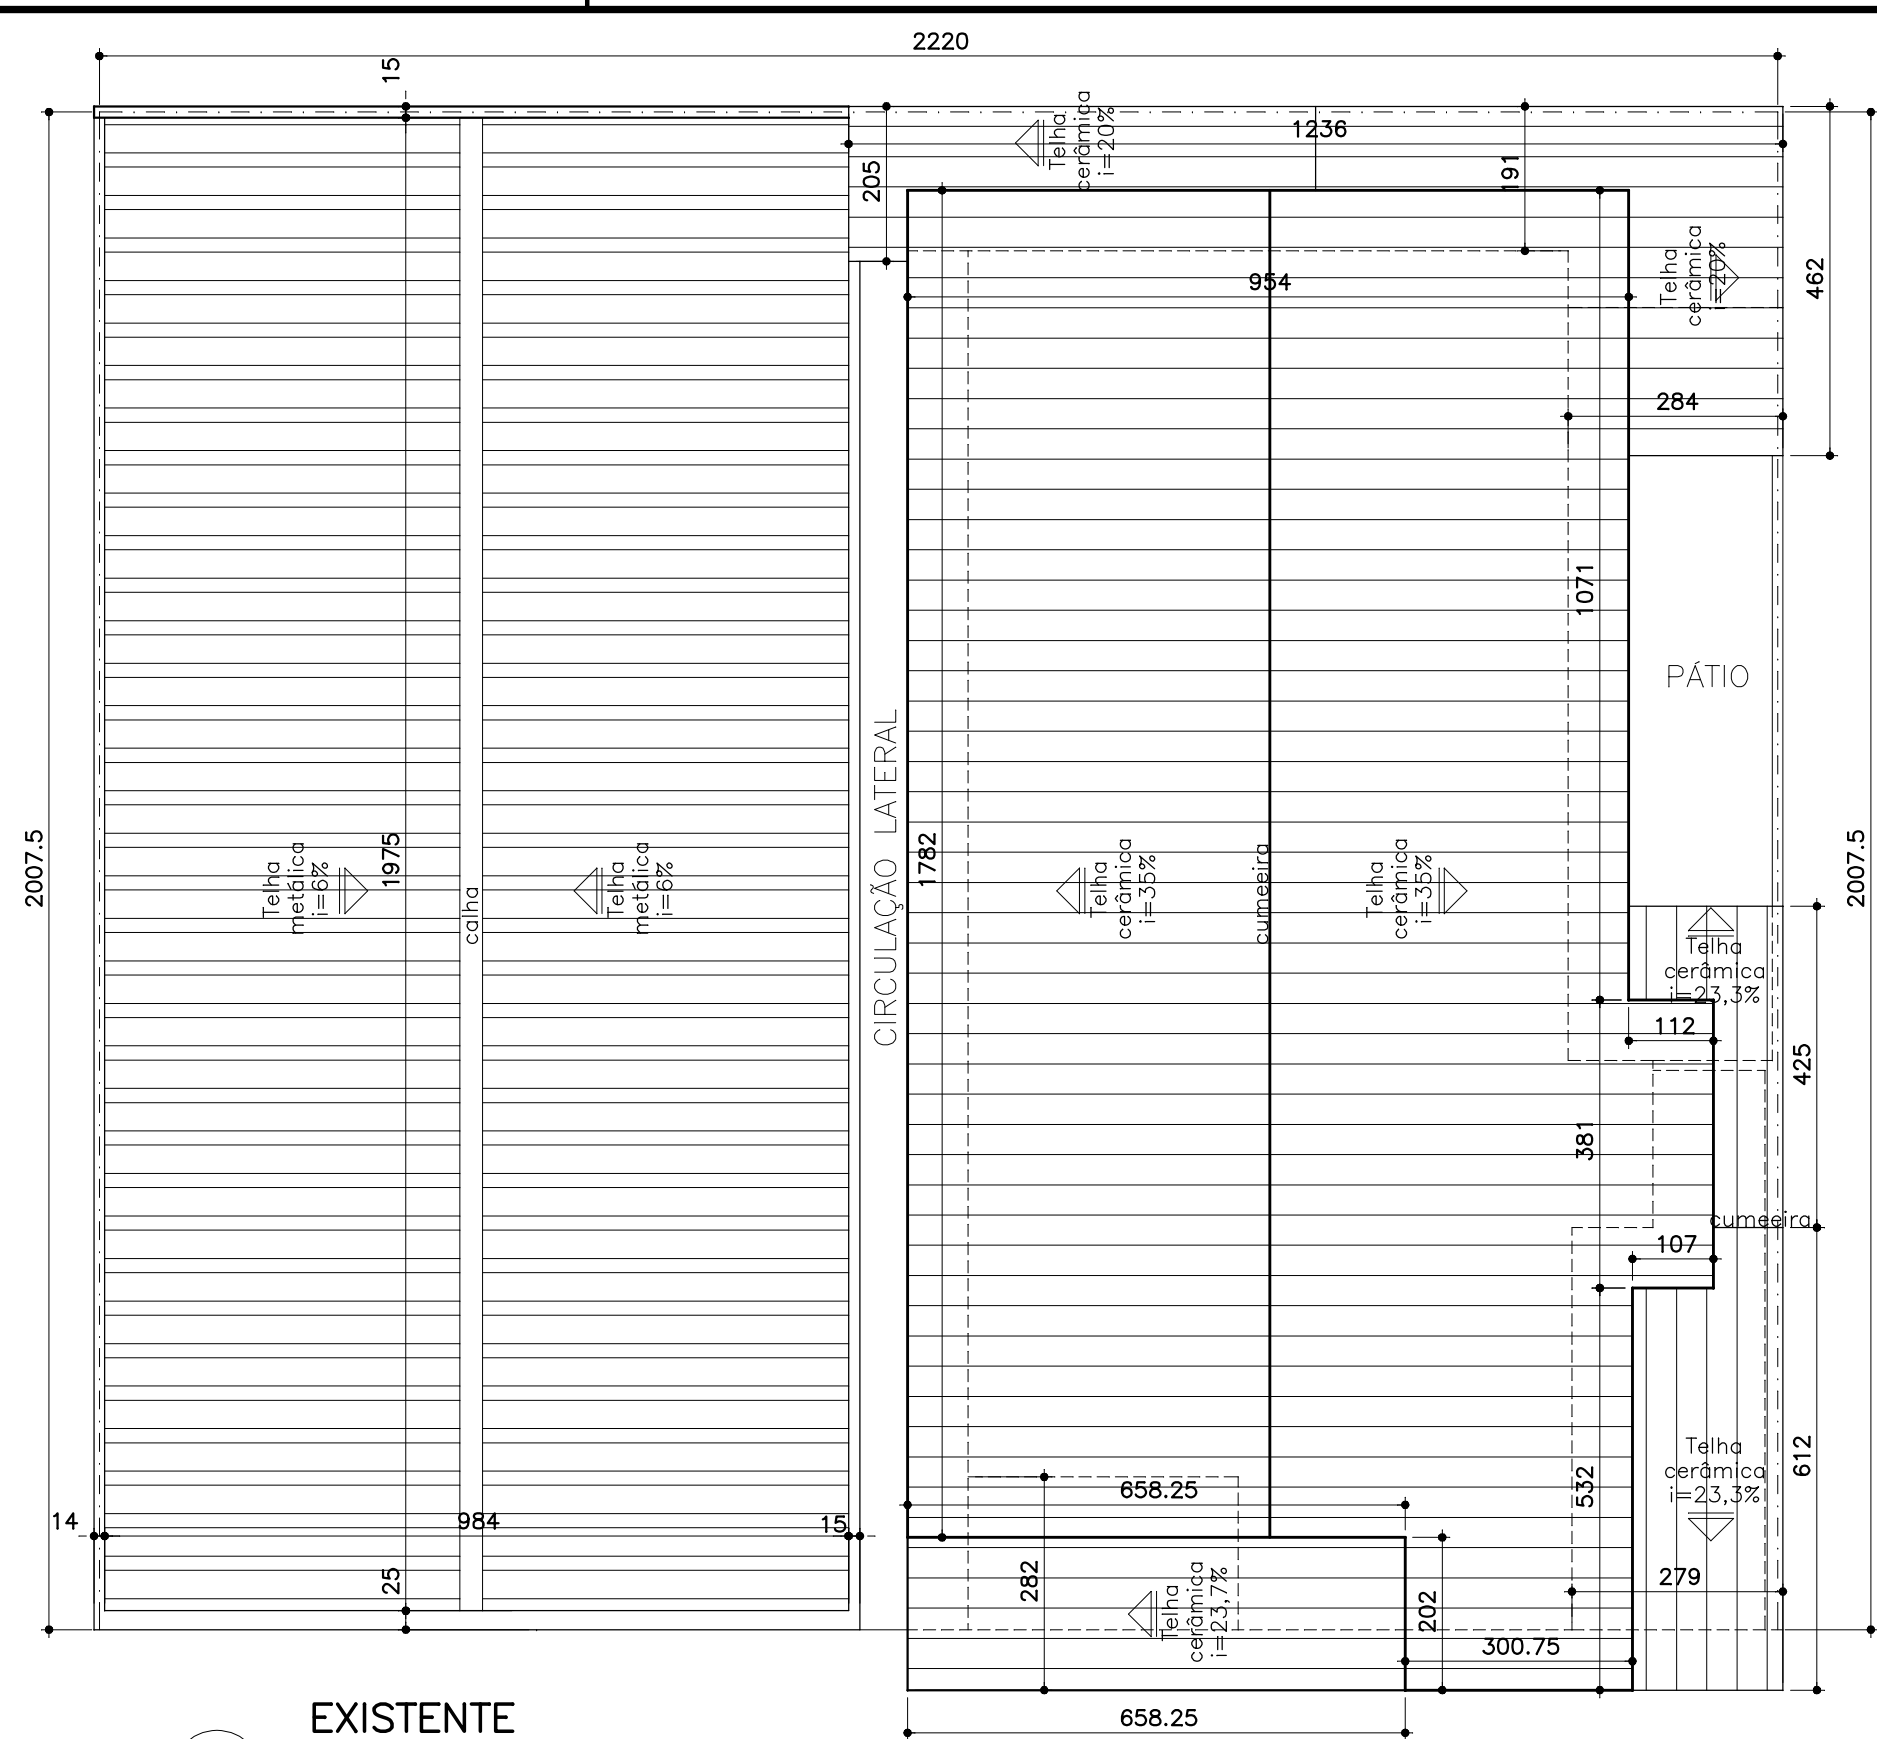 2220
15
1236
Telha
cerâmica
i=20%
205
191
Telha
cerâmica
i=20%
462
954
284
1071
PÁTIO
CIRCULAÇÃO LATERAL
2007.5
1975
1782
2007.5
Telha
metálica
i=6%
calha
Telha
metálica
i=6%
Telha
cerâmica
i=35%
cumeeira
Telha
cerâmica
i=35%
Telha
cerâmica
i=23,3%
112
425
381
cumeeira
107
Telha
cerâmica
i=23,3%
612
532
658.25
14
984
15
25
282
Telha
cerâmica
i=23,7%
202
279
300.75
658.25
EXISTENTE